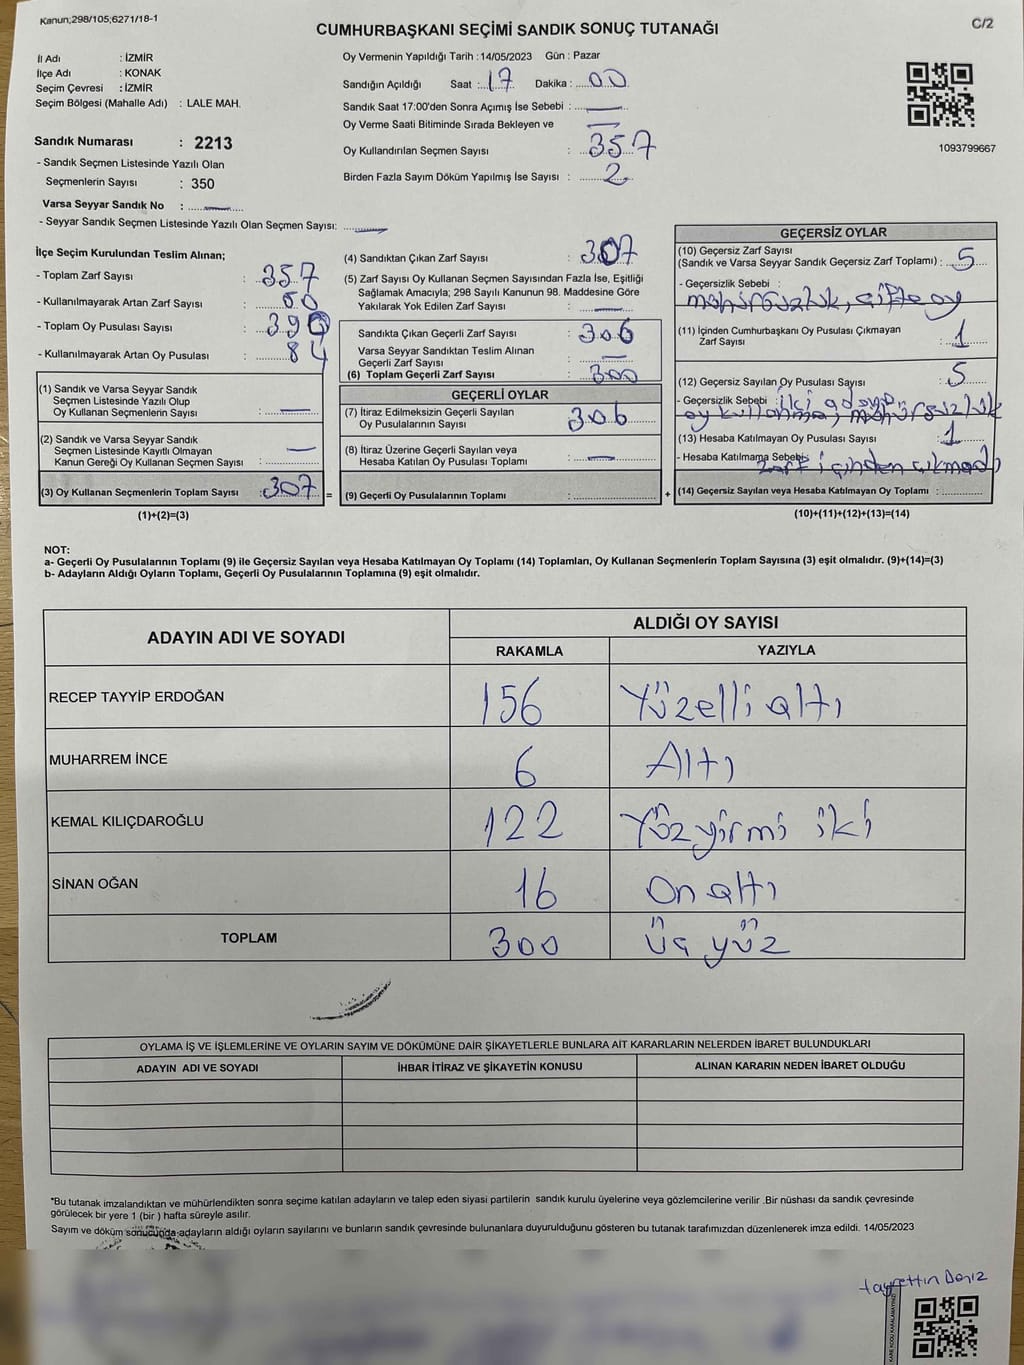 Kanun;298/105;6271/18-1
C/2
CUMHURBAŞKANI SEÇİMİ SANDIK SONUÇ TUTANAĞI
İl Adı : İZMİR
İlçe Adı : KONAK
Seçim Çevresi : İZMİR
Seçim Bölgesi (Mahalle Adı) : LALE MAH.
Sandık Numarası : 2213
- Sandık Seçmen Listesinde Yazılı Olan
Seçmenlerin Sayısı : 350
Varsa Seyyar Sandık No :
- Seyyar Sandık Seçmen Listesinde Yazılı Olan Seçmen Sayısı:
Oy Vermenin Yapıldığı Tarih : 14/05/2023 Gün : Pazar
Sandığın Açıldığı Saat : 17 Dakika : 00
Sandık Saat 17:00'den Sonra Açımış İse Sebebi :
Oy Verme Saati Bitiminde Sırada Bekleyen ve
Oy Kullandırılan Seçmen Sayısı : 357
Birden Fazla Sayım Döküm Yapılmış İse Sayısı : 2
1093799667
İlçe Seçim Kurulundan Teslim Alınan;
- Toplam Zarf Sayısı : 357
- Kullanılmayarak Artan Zarf Sayısı :
- Toplam Oy Pusulası Sayısı :
- Kullanılmayarak Artan Oy Pusulası : 84
(1) Sandık ve Varsa Seyyar Sandık
Seçmen Listesinde Yazılı Olup
Oy Kullanan Seçmenlerin Sayısı :
(2) Sandık ve Varsa Seyyar Sandık
Seçmen Listesinde Kayıtlı Olmayan
Kanun Gereği Oy Kullanan Seçmen Sayısı :
(3) Oy Kullanan Seçmenlerin Toplam Sayısı : 307 =
(1)+(2)=(3)
(4) Sandıktan Çıkan Zarf Sayısı : 307
(5) Zarf Sayısı Oy Kullanan Seçmen Sayısından Fazla İse, Eşitliği
Sağlamak Amacıyla; 298 Sayılı Kanunun 98. Maddesine Göre
Yakılarak Yok Edilen Zarf Sayısı :
Sandıkta Çıkan Geçerli Zarf Sayısı : 306
Varsa Seyyar Sandıktan Teslim Alınan
Geçerli Zarf Sayısı :
(6) Toplam Geçerli Zarf Sayısı : 300
GEÇERLİ OYLAR
(7) İtiraz Edilmeksizin Geçerli Sayılan
Oy Pusulalarının Sayısı : 306
(8) İtiraz Üzerine Geçerli Sayılan veya
Hesaba Katılan Oy Pusulası Toplamı :
(9) Geçerli Oy Pusulalarının Toplamı : +
GEÇERSİZ OYLAR
(10) Geçersiz Zarf Sayısı
(Sandık ve Varsa Seyyar Sandık Geçersiz Zarf Toplamı) : 5
- Geçersizlik Sebebi :
mühürsüzlük, çifte oy
(11) İçinden Cumhurbaşkanı Oy Pusulası Çıkmayan
Zarf Sayısı : 1
(12) Geçersiz Sayılan Oy Pusulası Sayısı : 5
- Geçersizlik Sebebi : iki adaya
oy kullanma, mühürsüzlük
(13) Hesaba Katılmayan Oy Pusulası Sayısı : 1
- Hesaba Katılmama Sebebi:
zarf içinden çıkmadı
(14) Geçersiz Sayılan veya Hesaba Katılmayan Oy Toplamı :
(10)+(11)+(12)+(13)=(14)
NOT:
a- Geçerli Oy Pusulalarının Toplamı (9) ile Geçersiz Sayılan veya Hesaba Katılmayan Oy Toplamı (14) Toplamları, Oy Kullanan Seçmenlerin Toplam Sayısına (3) eşit olmalıdır. (9)+(14)=(3)
b- Adayların Aldığı Oyların Toplamı, Geçerli Oy Pusulalarının Toplamına (9) eşit olmalıdır.
ADAYIN ADI VE SOYADI
ALDIĞI OY SAYISI
RAKAMLA YAZIYLA
RECEP TAYYİP ERDOĞAN 156 Yüzelli altı
MUHARREM İNCE 6 Altı
KEMAL KILIÇDAROĞLU 122 Yüzyirmi iki
SİNAN OĞAN 16 On altı
TOPLAM 300 üç yüz
OYLAMA İŞ VE İŞLEMLERİNE VE OYLARIN SAYIM VE DÖKÜMÜNE DAİR ŞİKAYETLERLE BUNLARA AİT KARARLARIN NELERDEN İBARET BULUNDUKLARI
ADAYIN ADI VE SOYADI İHBAR İTİRAZ VE ŞİKAYETİN KONUSU ALINAN KARARIN NEDEN İBARET OLDUĞU
*Bu tutanak imzalandıktan ve mühürlendikten sonra seçime katılan adayların ve talep eden siyasi partilerin sandık kurulu üyelerine veya gözlemcilerine verilir .Bir nüshası da sandık çevresinde
görülecek bir yere 1 (bir ) hafta süreyle asılır.
Sayım ve döküm sonucunda adayların aldığı oyların sayılarını ve bunların sandık çevresinde bulunanlara duyurulduğunu gösteren bu tutanak tarafımızdan düzenlenerek imza edildi. 14/05/2023
Deniz